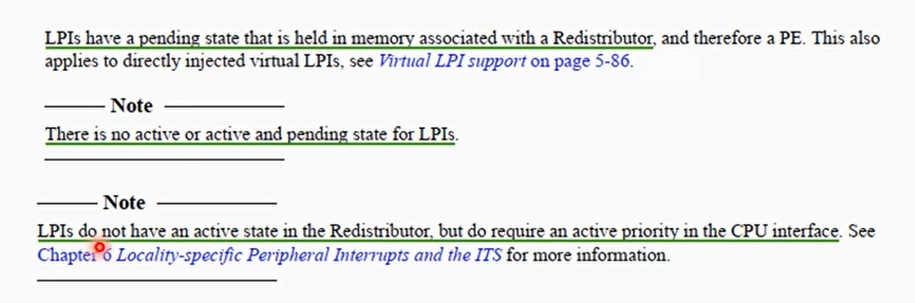 LPIs have a pending state that is held in memory associated with a Redistributor, and therefore a PE. This also
applies to directly injected virtual LPIs, see Virtual LPI support on page 5-86.
Note
There is no active or active and pending state for LPIs.
Note
LPIs do not have an active state in the Redistributor, but do require an active priority in the CPU interface. See
Chapter 6 Locality-specific Peripheral Interrupts and the ITS for more information.